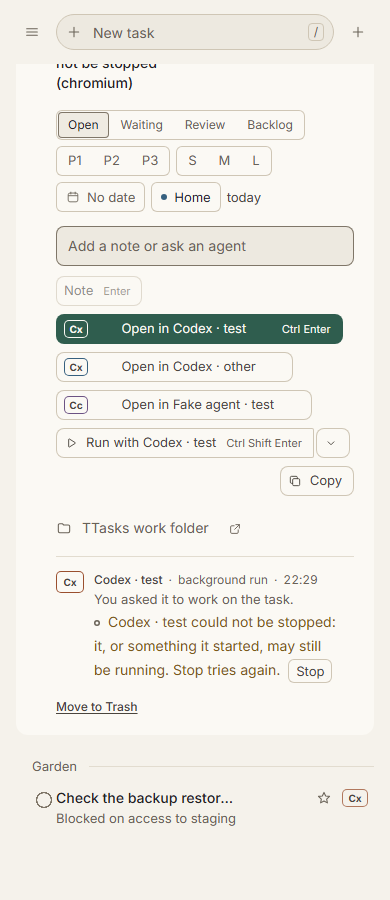 New task /
not be stopped
(chromium)
Open Waiting Review Backlog
P1 P2 P3 S M L
No date Home today
Add a note or ask an agent
Note Enter
Cx Open in Codex · test Ctrl Enter
Cx Open in Codex · other
Cc Open in Fake agent · test
Run with Codex · test Ctrl Shift Enter
Copy
TTasks work folder
Cx Codex · test · background run · 22:29
You asked it to work on the task.
Codex · test could not be stopped:
it, or something it started, may still
be running. Stop tries again. Stop
Move to Trash
Garden
Check the backup restor... Cx
Blocked on access to staging